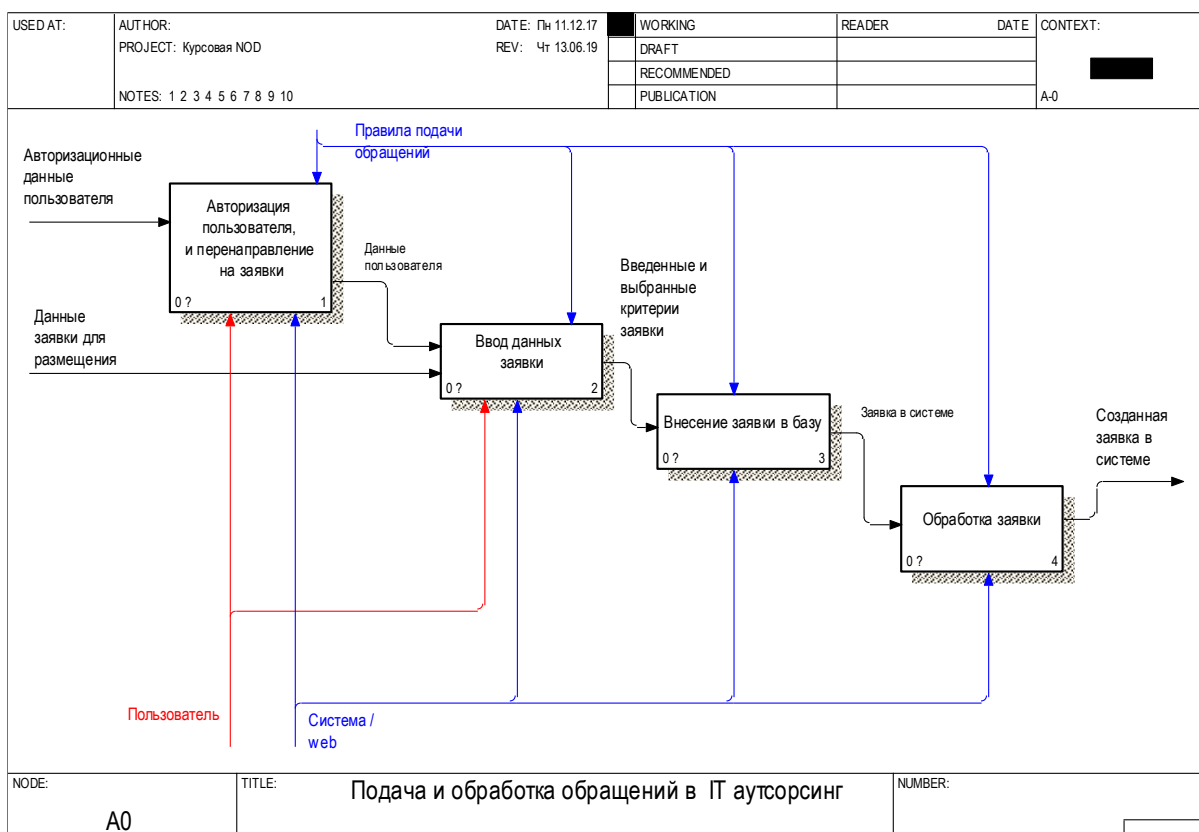 USED AT:
AUTHOR:
DATE: Пн 11.12.17
WORKING
READER
DATE
CONTEXT:
PROJECT: Курсовая NOD
REV: Чт 13.06.19
DRAFT
RECOMMENDED
NOTES: 1 2 3 4 5 6 7 8 9 10
PUBLICATION
A-0
Правила подачи
обращений
Авторизационные
данные
пользователя
Авторизация
пользователя,
и перенаправление
на заявки
0 ?
1
Данные
пользователя
Данные
заявки для
размещения
Введенные и
выбранные
критерии
заявки
Ввод данных
заявки
0 ?
2
Внесение заявки в базу
0 ?
3
Заявка в системе
Созданная
заявка в
системе
Обработка заявки
0 ?
4
Пользователь
Система /
web
NODE:
A0
TITLE:
Подача и обработка обращений в IT аутсорсинг
NUMBER: